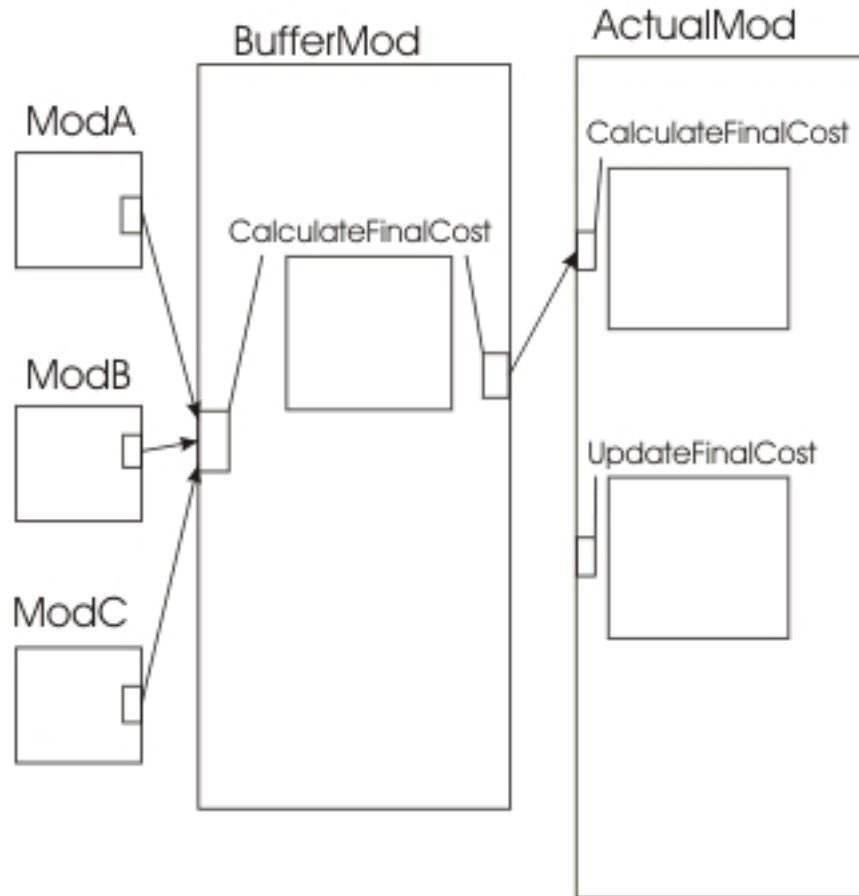 ActualMod
BufferMod
ModA
CalculateFinalCost
CalculateFinalCost
ModB
UpdateFinalCost
ModC